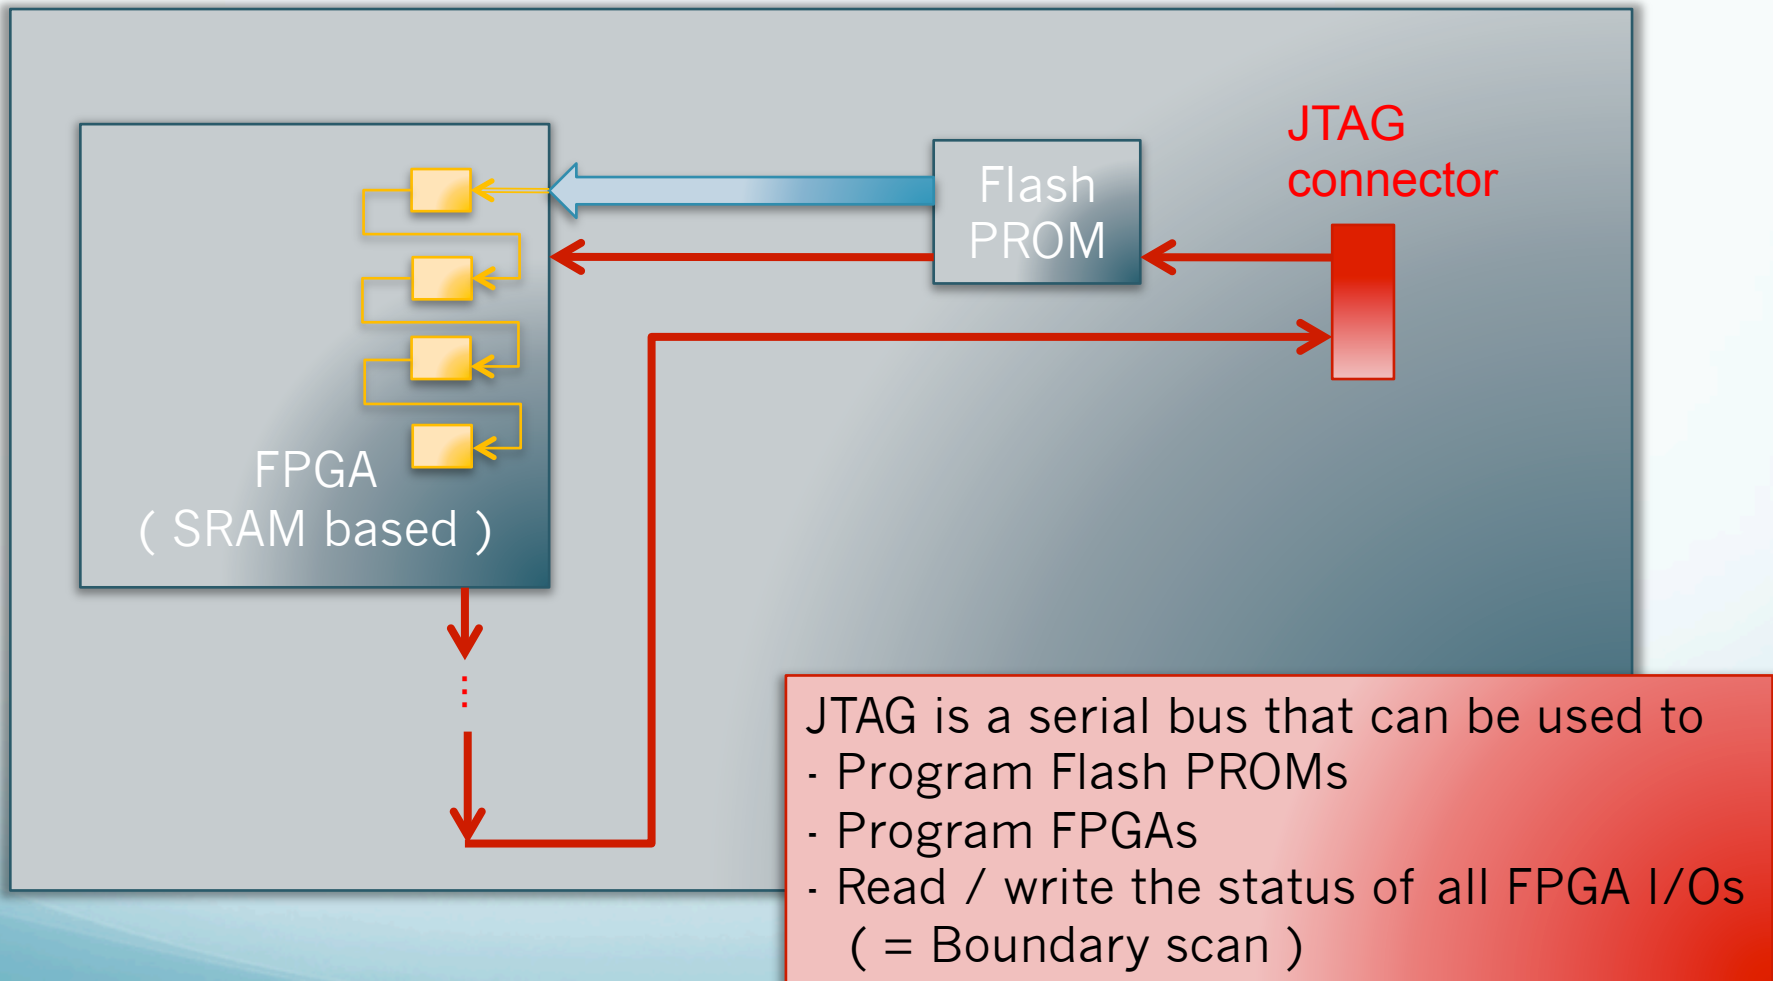 JTAG
connector
Flash
PROM
FPGA
( SRAM based )
...
JTAG is a serial bus that can be used to
- Program Flash PROMs
- Program FPGAs
- Read / write the status of all FPGA I/Os
( = Boundary scan )